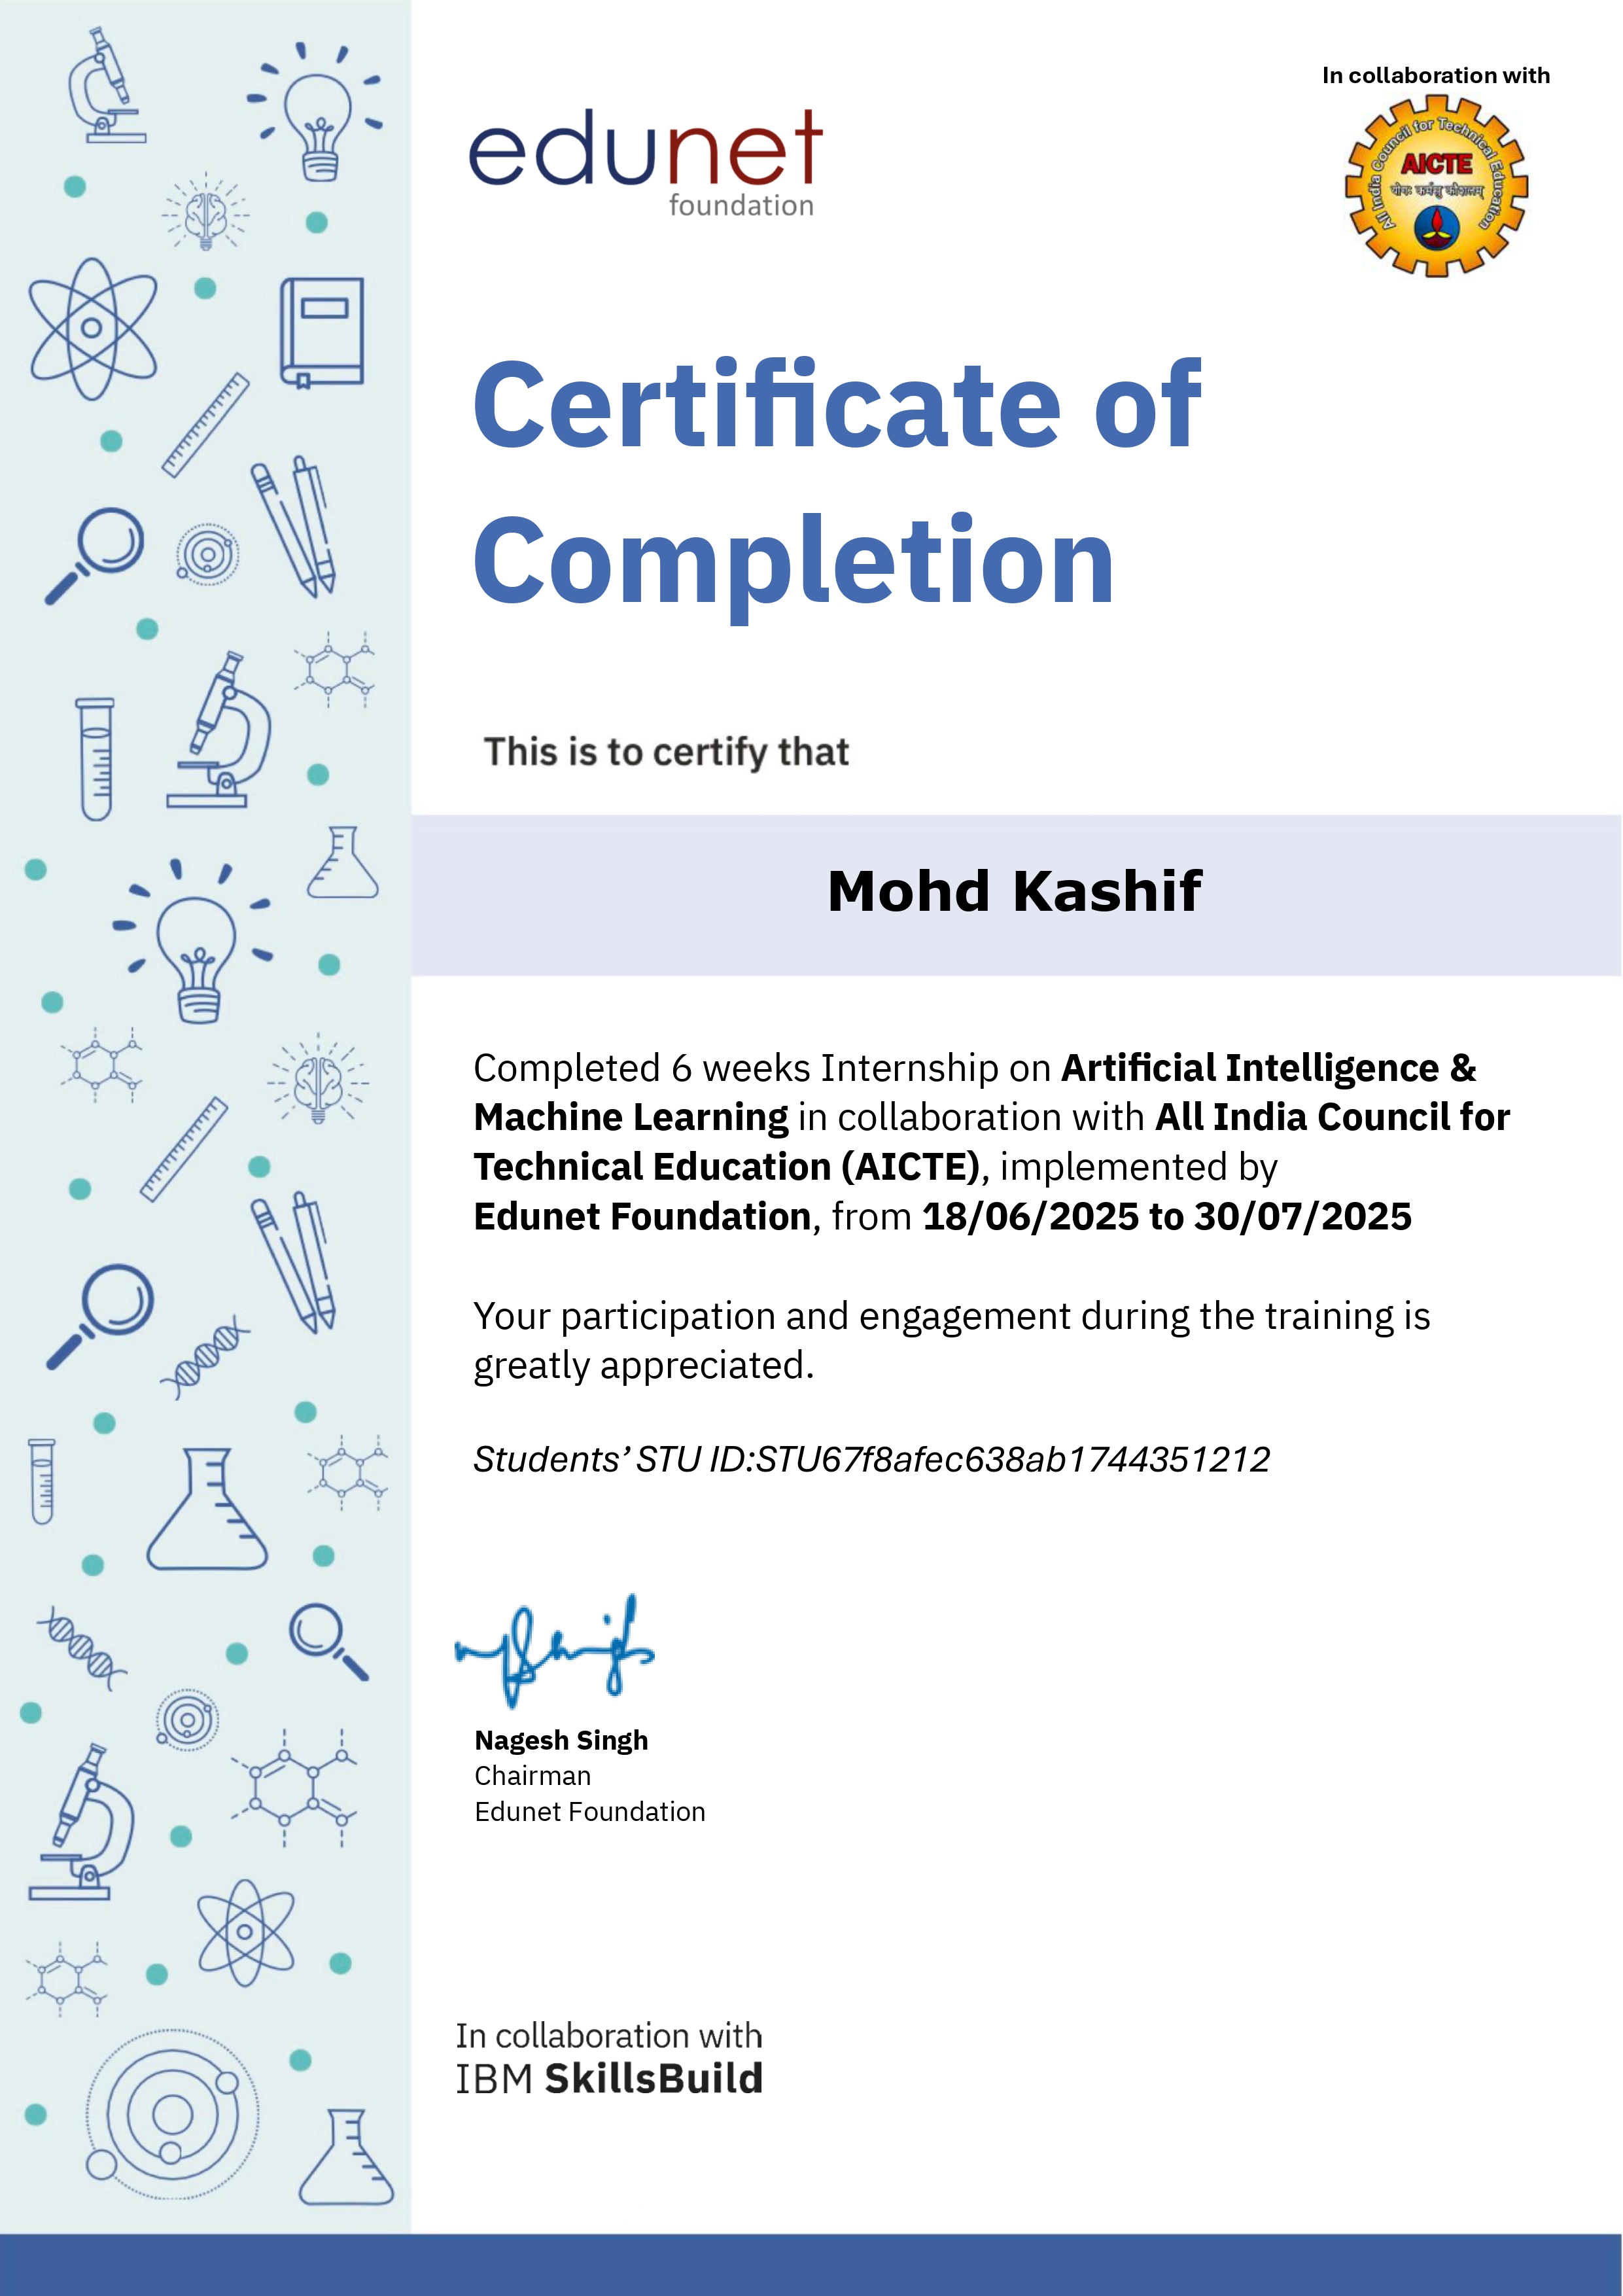 In collaboration with
edunet
foundation
All India Council for Technical Education
AICTE
योगः कर्मसु कौशलम्
Certificate of
Completion
This is to certify that
Mohd Kashif
Completed 6 weeks Internship on Artificial Intelligence &
Machine Learning in collaboration with All India Council for
Technical Education (AICTE), implemented by
Edunet Foundation, from 18/06/2025 to 30/07/2025
Your participation and engagement during the training is
greatly appreciated.
Students’ STU ID:STU67f8afec638ab1744351212
Nagesh Singh
Chairman
Edunet Foundation
In collaboration with
IBM SkillsBuild